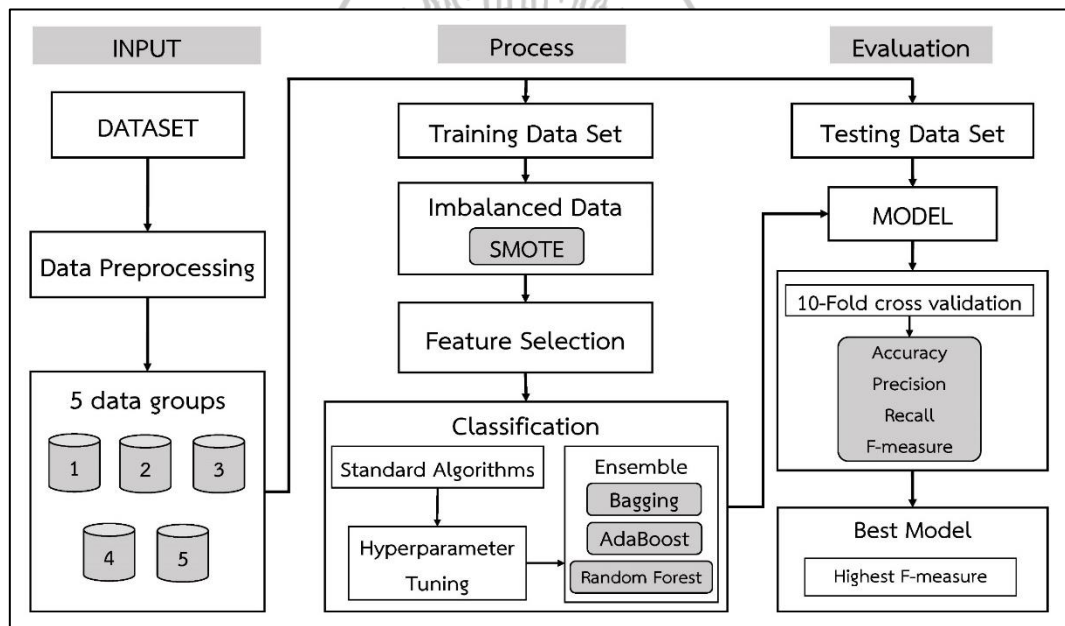 INPUT
DATASET
Data Preprocessing
5 data groups
1
2
3
4
5
Process
Training Data Set
Imbalanced Data
SMOTE
Feature Selection
Classification
Standard Algorithms
Hyperparameter
Tuning
Ensemble
Bagging
AdaBoost
Random Forest
Evaluation
Testing Data Set
MODEL
10-Fold cross validation
Accuracy
Precision
Recall
F-measure
Best Model
Highest F-measure